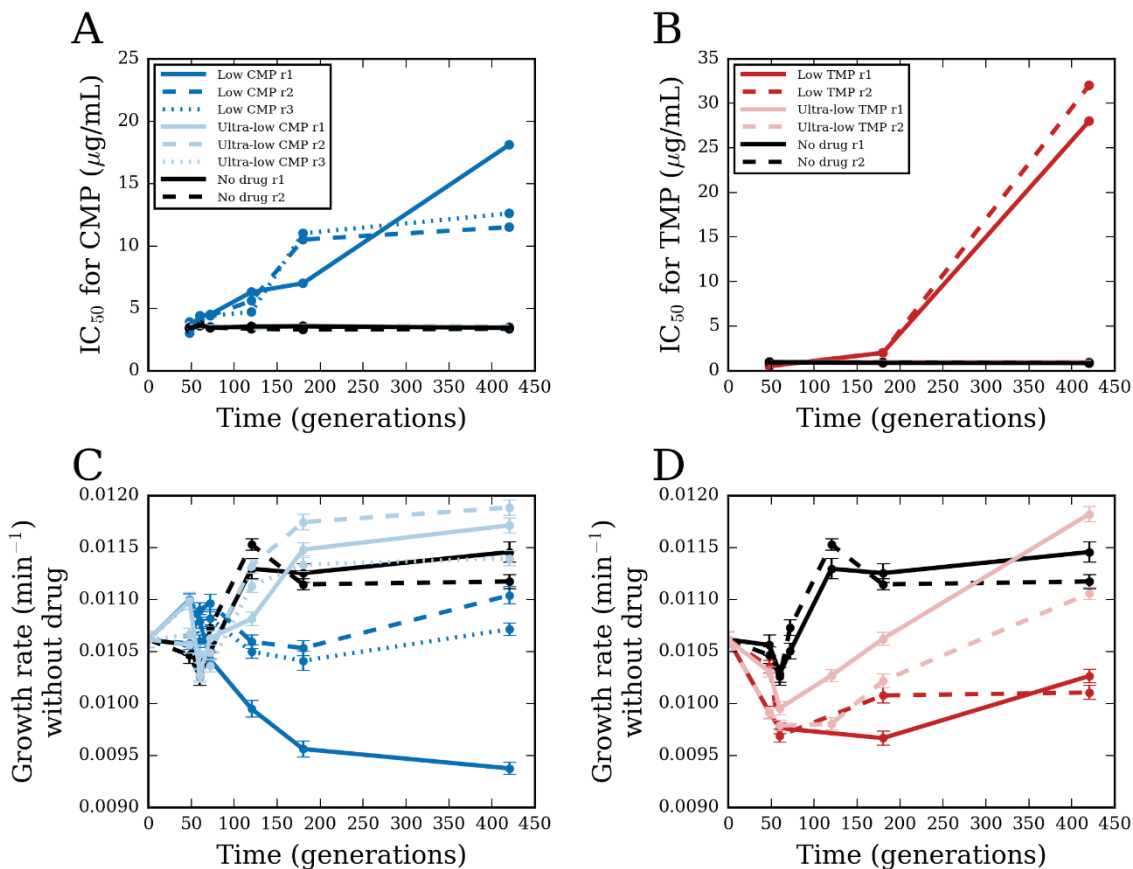 A
IC50 for CMP (μg/mL)
25
20
15
10
5
0
Low CMP r1
Low CMP r2
Low CMP r3
Ultra-low CMP r1
Ultra-low CMP r2
Ultra-low CMP r3
No drug r1
No drug r2
0 50 100 150 200 250 300 350 400 450
Time (generations)
B
IC50 for TMP (μg/mL)
35
30
25
20
15
10
5
0
Low TMP r1
Low TMP r2
Ultra-low TMP r1
Ultra-low TMP r2
No drug r1
No drug r2
0 50 100 150 200 250 300 350 400 450
Time (generations)
C
Growth rate (min−1)
without drug
0.0120
0.0115
0.0110
0.0105
0.0100
0.0095
0.0090
0 50 100 150 200 250 300 350 400 450
Time (generations)
D
Growth rate (min−1)
without drug
0.0120
0.0115
0.0110
0.0105
0.0100
0.0095
0.0090
0 50 100 150 200 250 300 350 400 450
Time (generations)